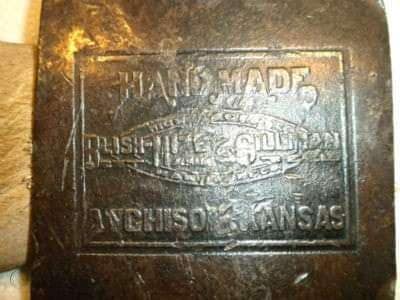 HAND MADE
BLISH-MIZE & SILLIMAN
ATCHISON, KANSAS